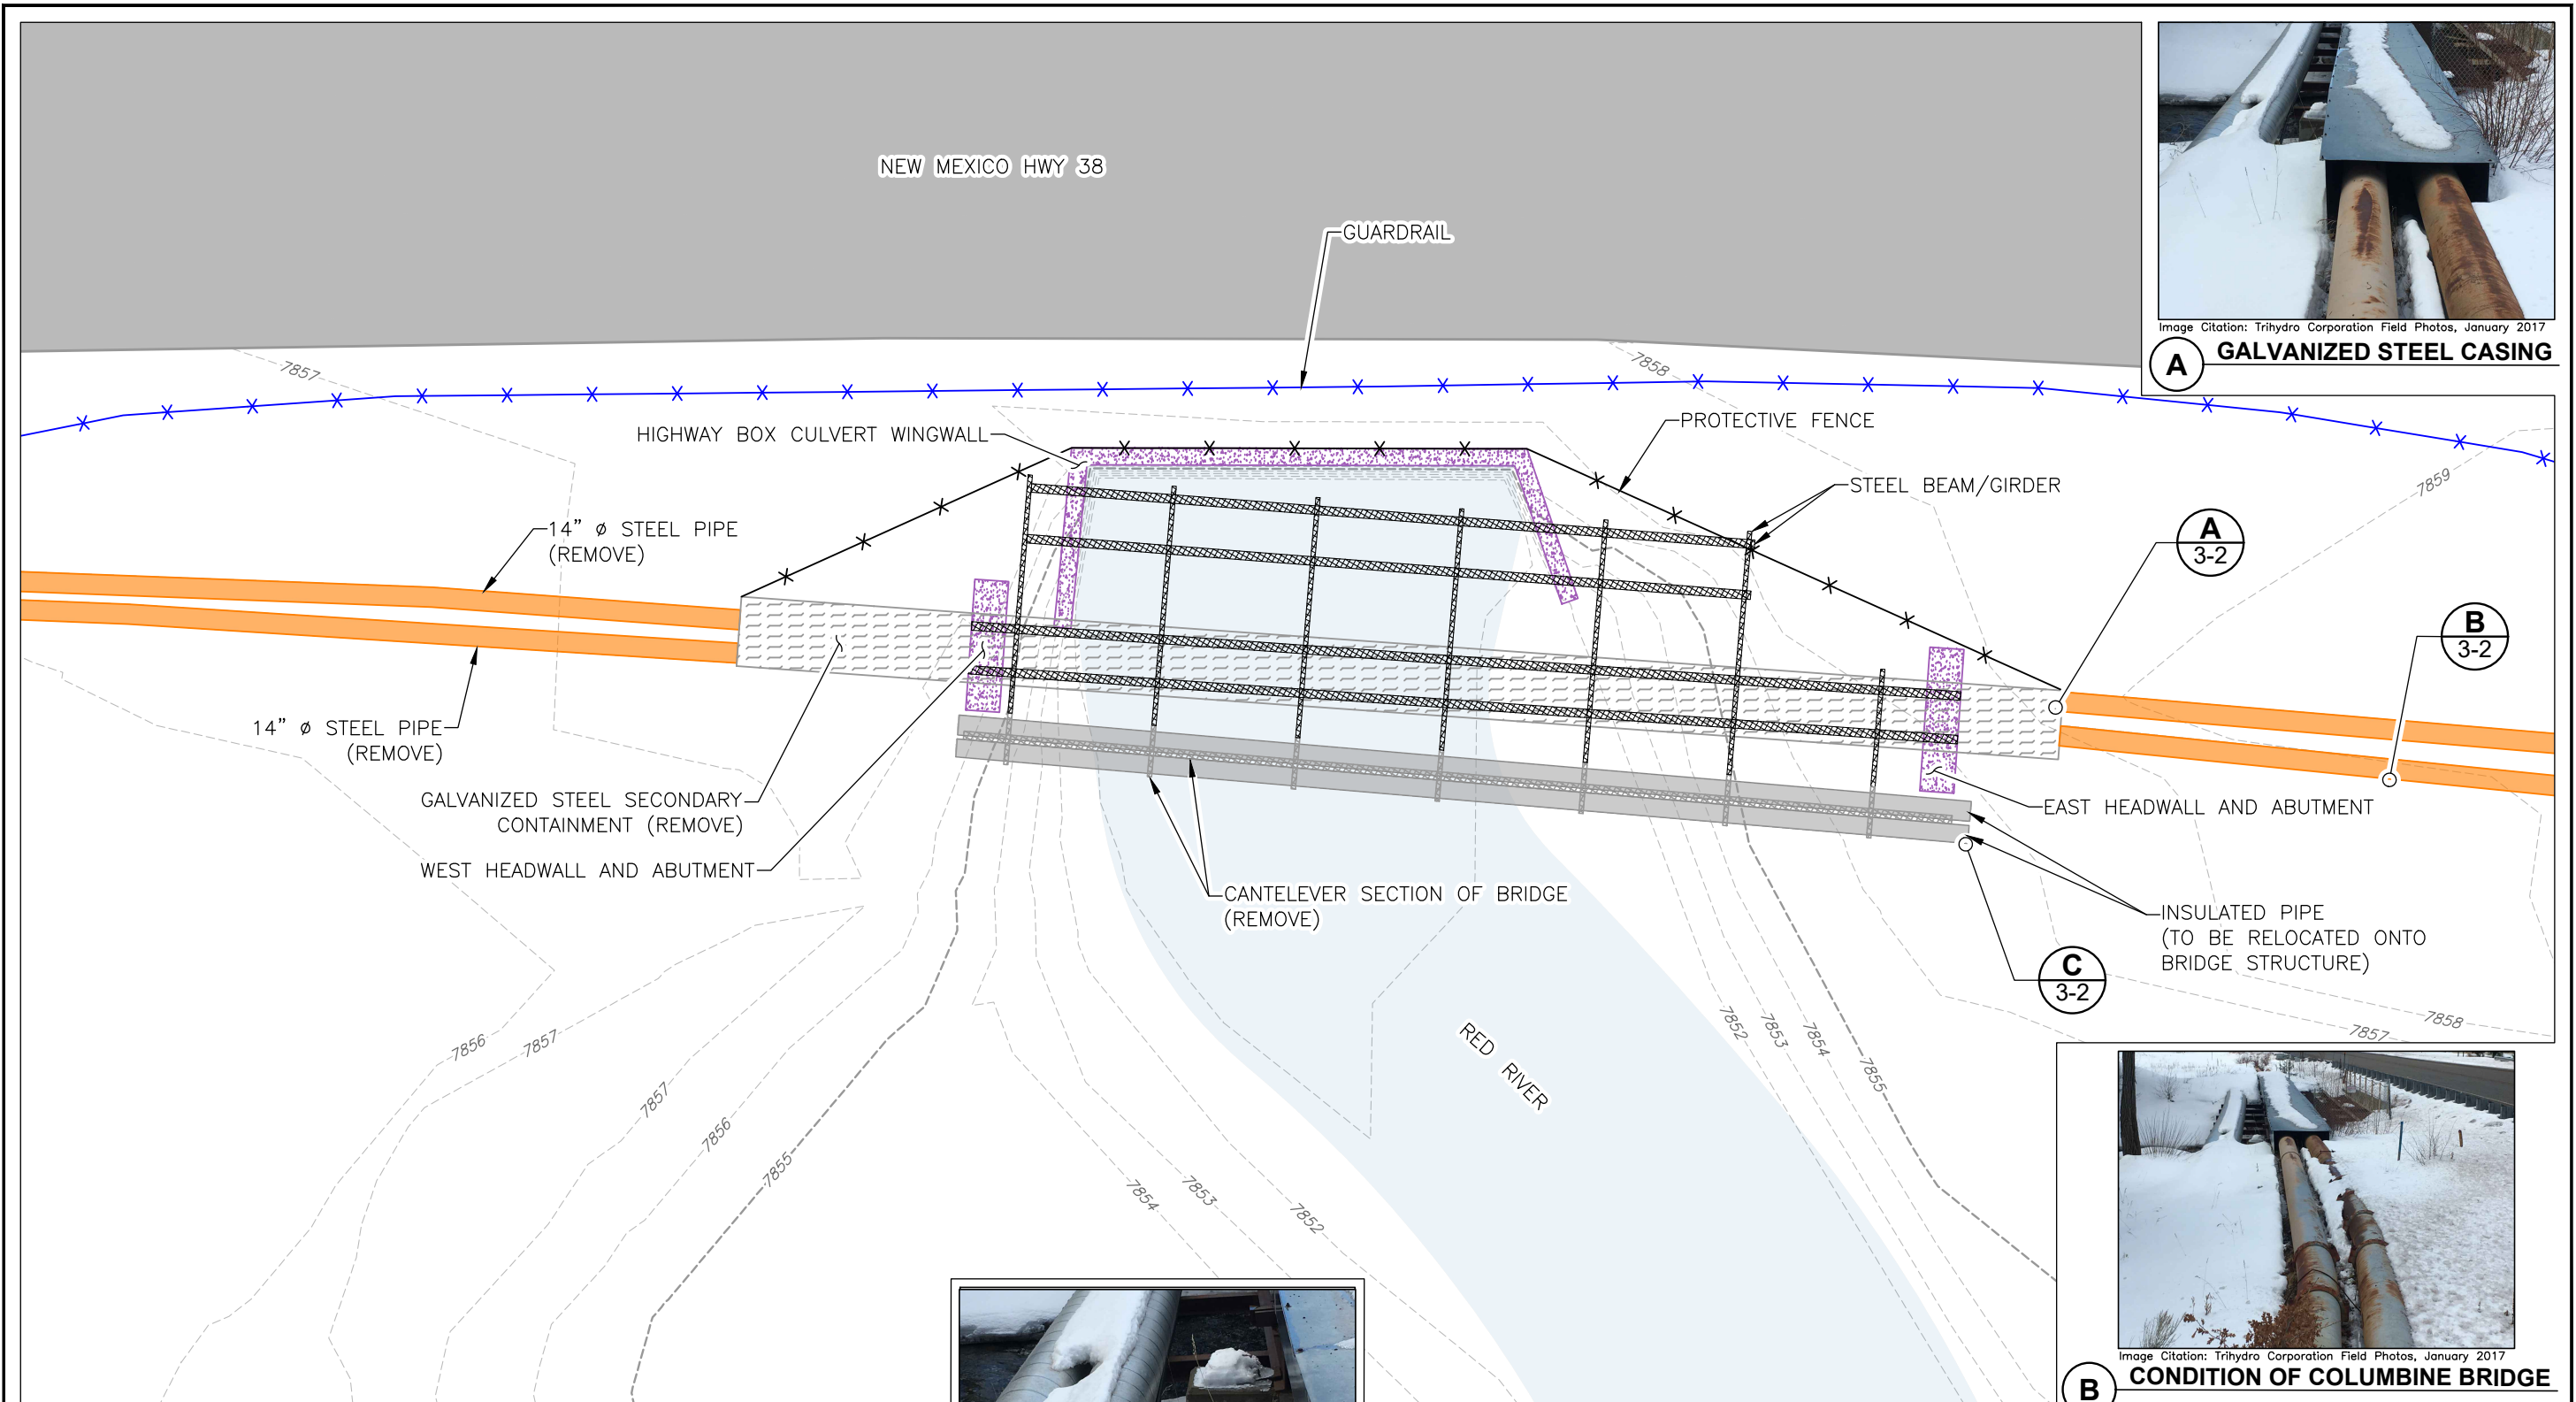 NEW MEXICO HWY 38
GUARDRAIL
Image Citation: Trihydro Corporation Field Photos, January 2017
A
GALVANIZED STEEL CASING
7857
7858
HIGHWAY BOX CULVERT WINGWALL
PROTECTIVE FENCE
STEEL BEAM/GIRDER
7859
14" ø STEEL PIPE
(REMOVE)
A
3-2
B
3-2
14" ø STEEL PIPE
(REMOVE)
GALVANIZED STEEL SECONDARY
CONTAINMENT (REMOVE)
EAST HEADWALL AND ABUTMENT
WEST HEADWALL AND ABUTMENT
CANTELEVER SECTION OF BRIDGE
(REMOVE)
INSULATED PIPE
(TO BE RELOCATED ONTO
BRIDGE STRUCTURE)
C
3-2
RED RIVER
7856
7857
7857
7856
7855
7854
7853
7852
7852
7853
7854
7855
7857
7858
Image Citation: Trihydro Corporation Field Photos, January 2017
B
CONDITION OF COLUMBINE BRIDGE